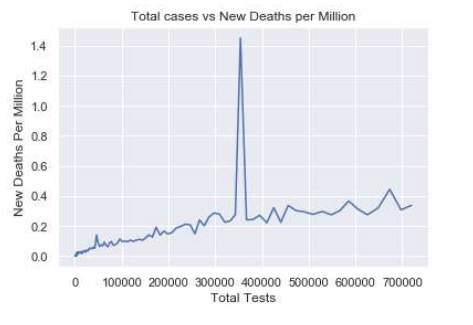 Total cases vs New Deaths per Million
1.4
1.2
1.0
0.8
0.6
0.4
0.2
0.0
New Deaths Per Million
0 100000 200000 300000 400000 500000 600000 700000
Total Tests